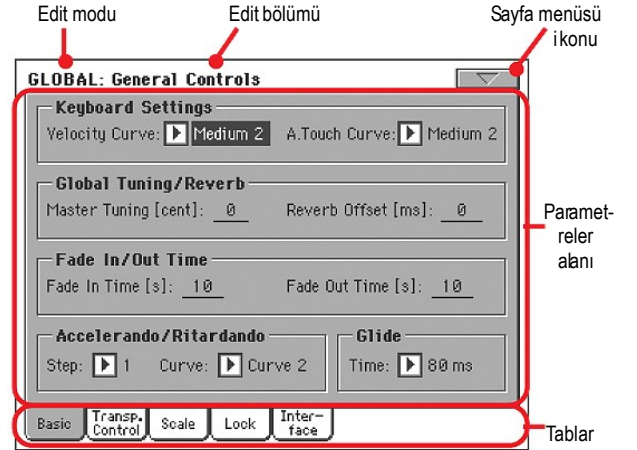 Edit modu
Edit bölümü
Sayfa menüsü
ikonu
GLOBAL: General Controls
Keyboard Settings
Velocity Curve: Medium 2 A.Touch Curve: Medium 2
Global Tuning/Reverb
Master Tuning [cent]: 0 Reverb Offset [ms]: 0
Paramet-
reler
alanı
Fade In/Out Time
Fade In Time [s]: 10 Fade Out Time [s]: 10
Accelerando/Ritardando Glide
Step: 1 Curve: Curve 2 Time: 80 ms
Basic Transp. Control Scale Lock Inter- face
Tablar